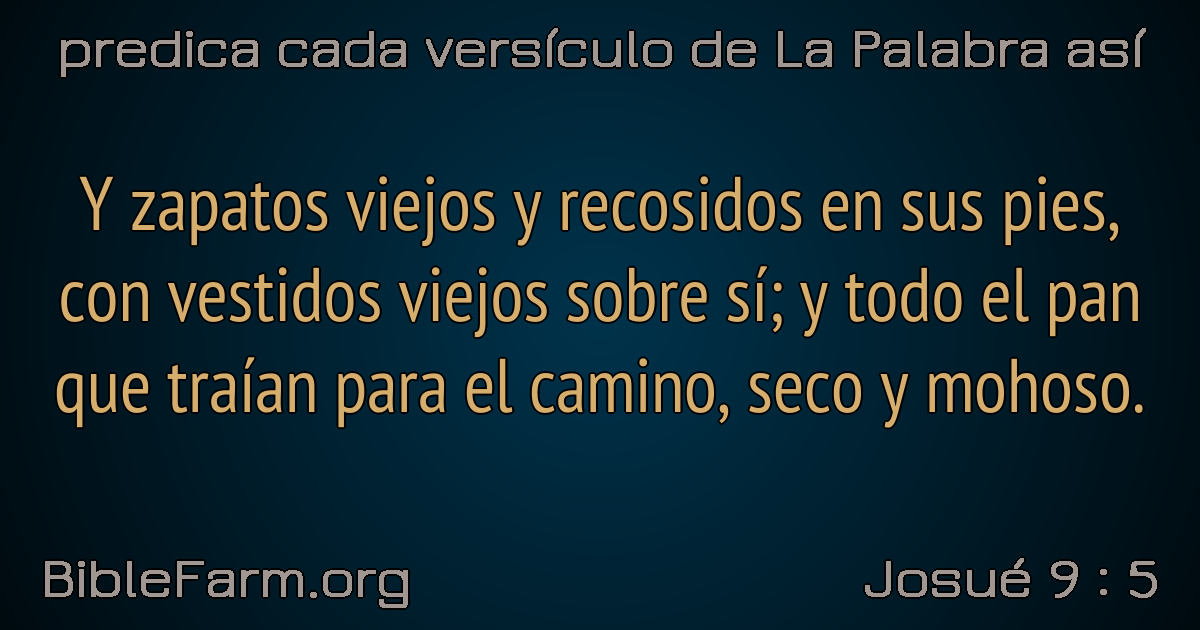 predica cada versículo de La Palabra así
Y zapatos viejos y recosidos en sus pies,
con vestidos viejos sobre sí; y todo el pan
que traían para el camino, seco y mohoso.
BibleFarm.org
Josué 9 : 5